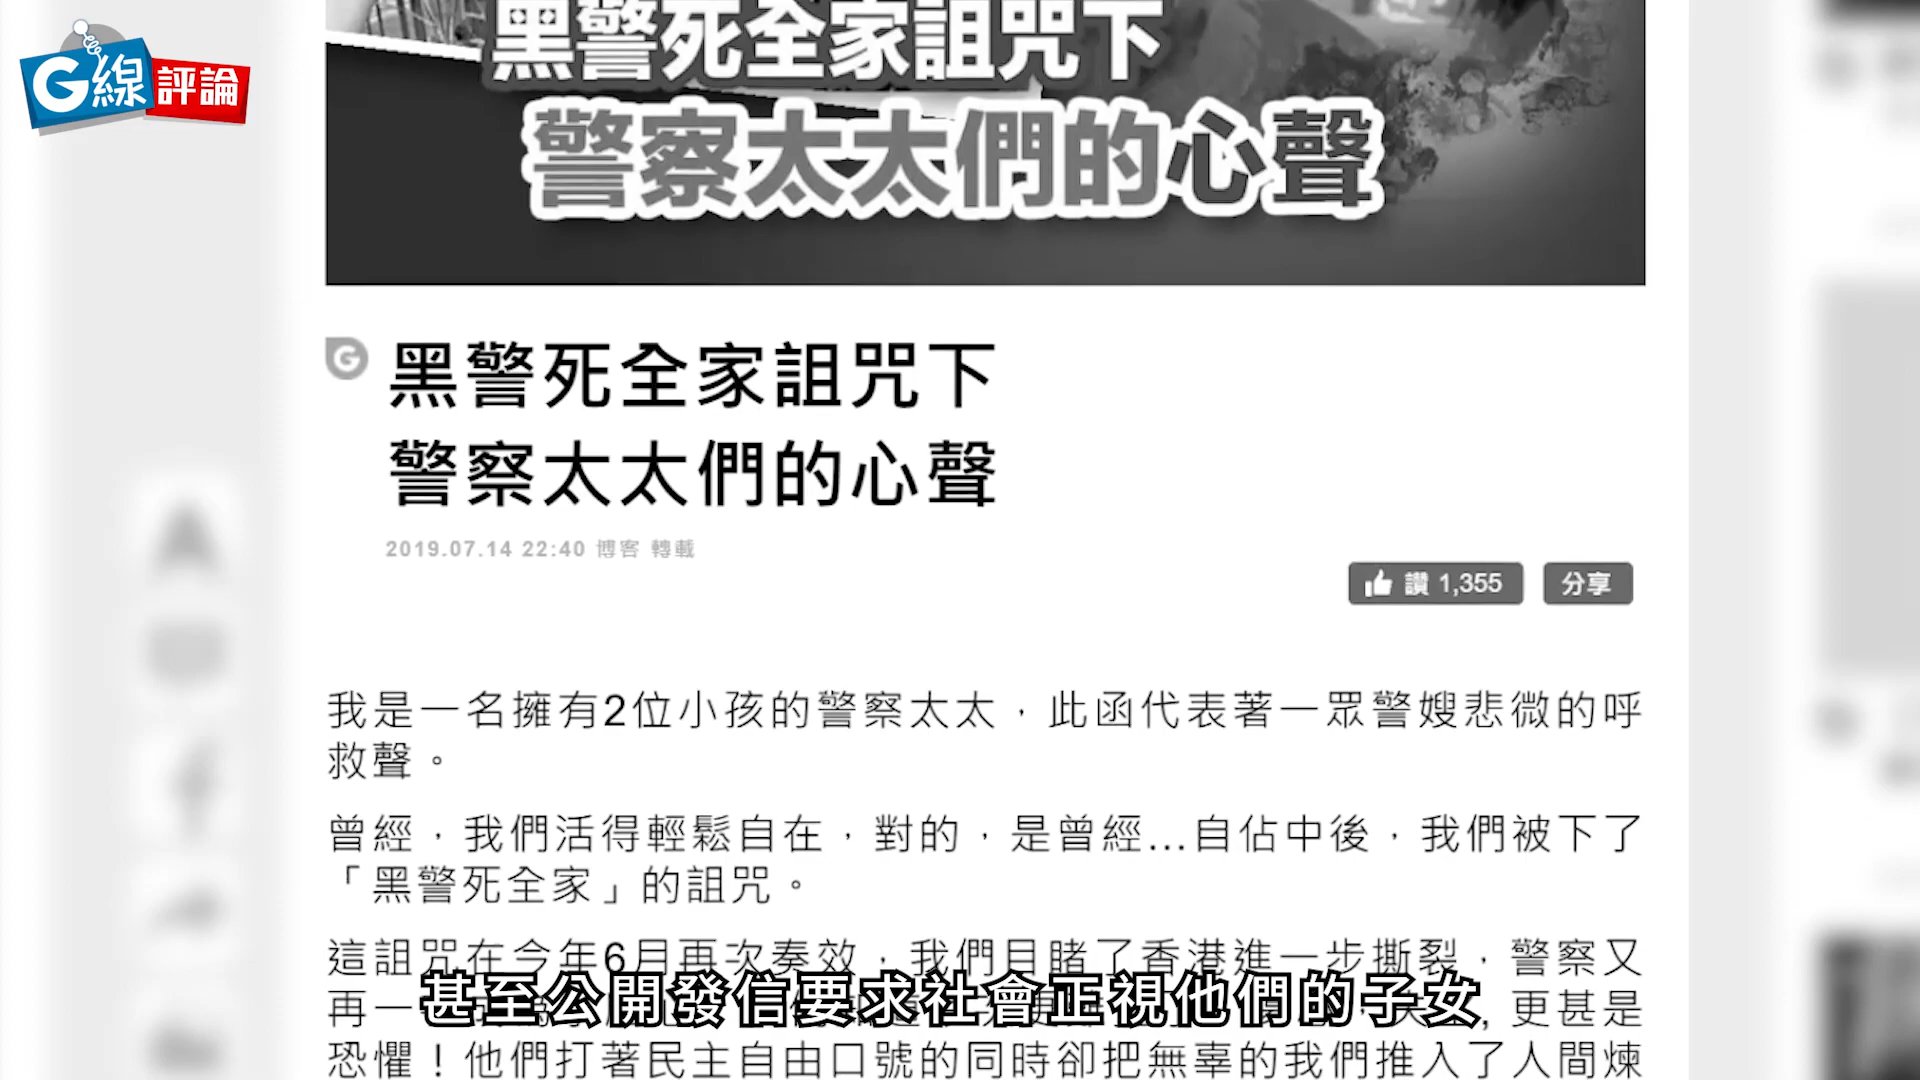 G線評論
黑警死全家詛咒下
警察太太們的心聲
黑警死全家詛咒下
警察太太們的心聲
2019.07.14 22:40 博客 轉載
讚 1,355 分享
我是一名擁有2位小孩的警察太太，此函代表著一眾警嫂悲微的呼
救聲。
曾經，我們活得輕鬆自在，對的，是曾經...自佔中後，我們被下了
「黑警死全家」的詛咒。
這詛咒在今年6月再次奏效，我們目睹了香港進一步撕裂，警察又
再一
更甚是
甚至公開發信要求社會正視他們的子女
恐懼！他們打著民主自由口號的同時卻把無辜的我們推入了人間煉